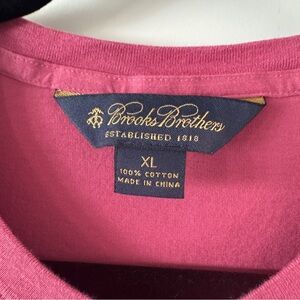 Brooks Brothers
ESTABLISHED 1818
XL
100% COTTON
MADE IN CHINA